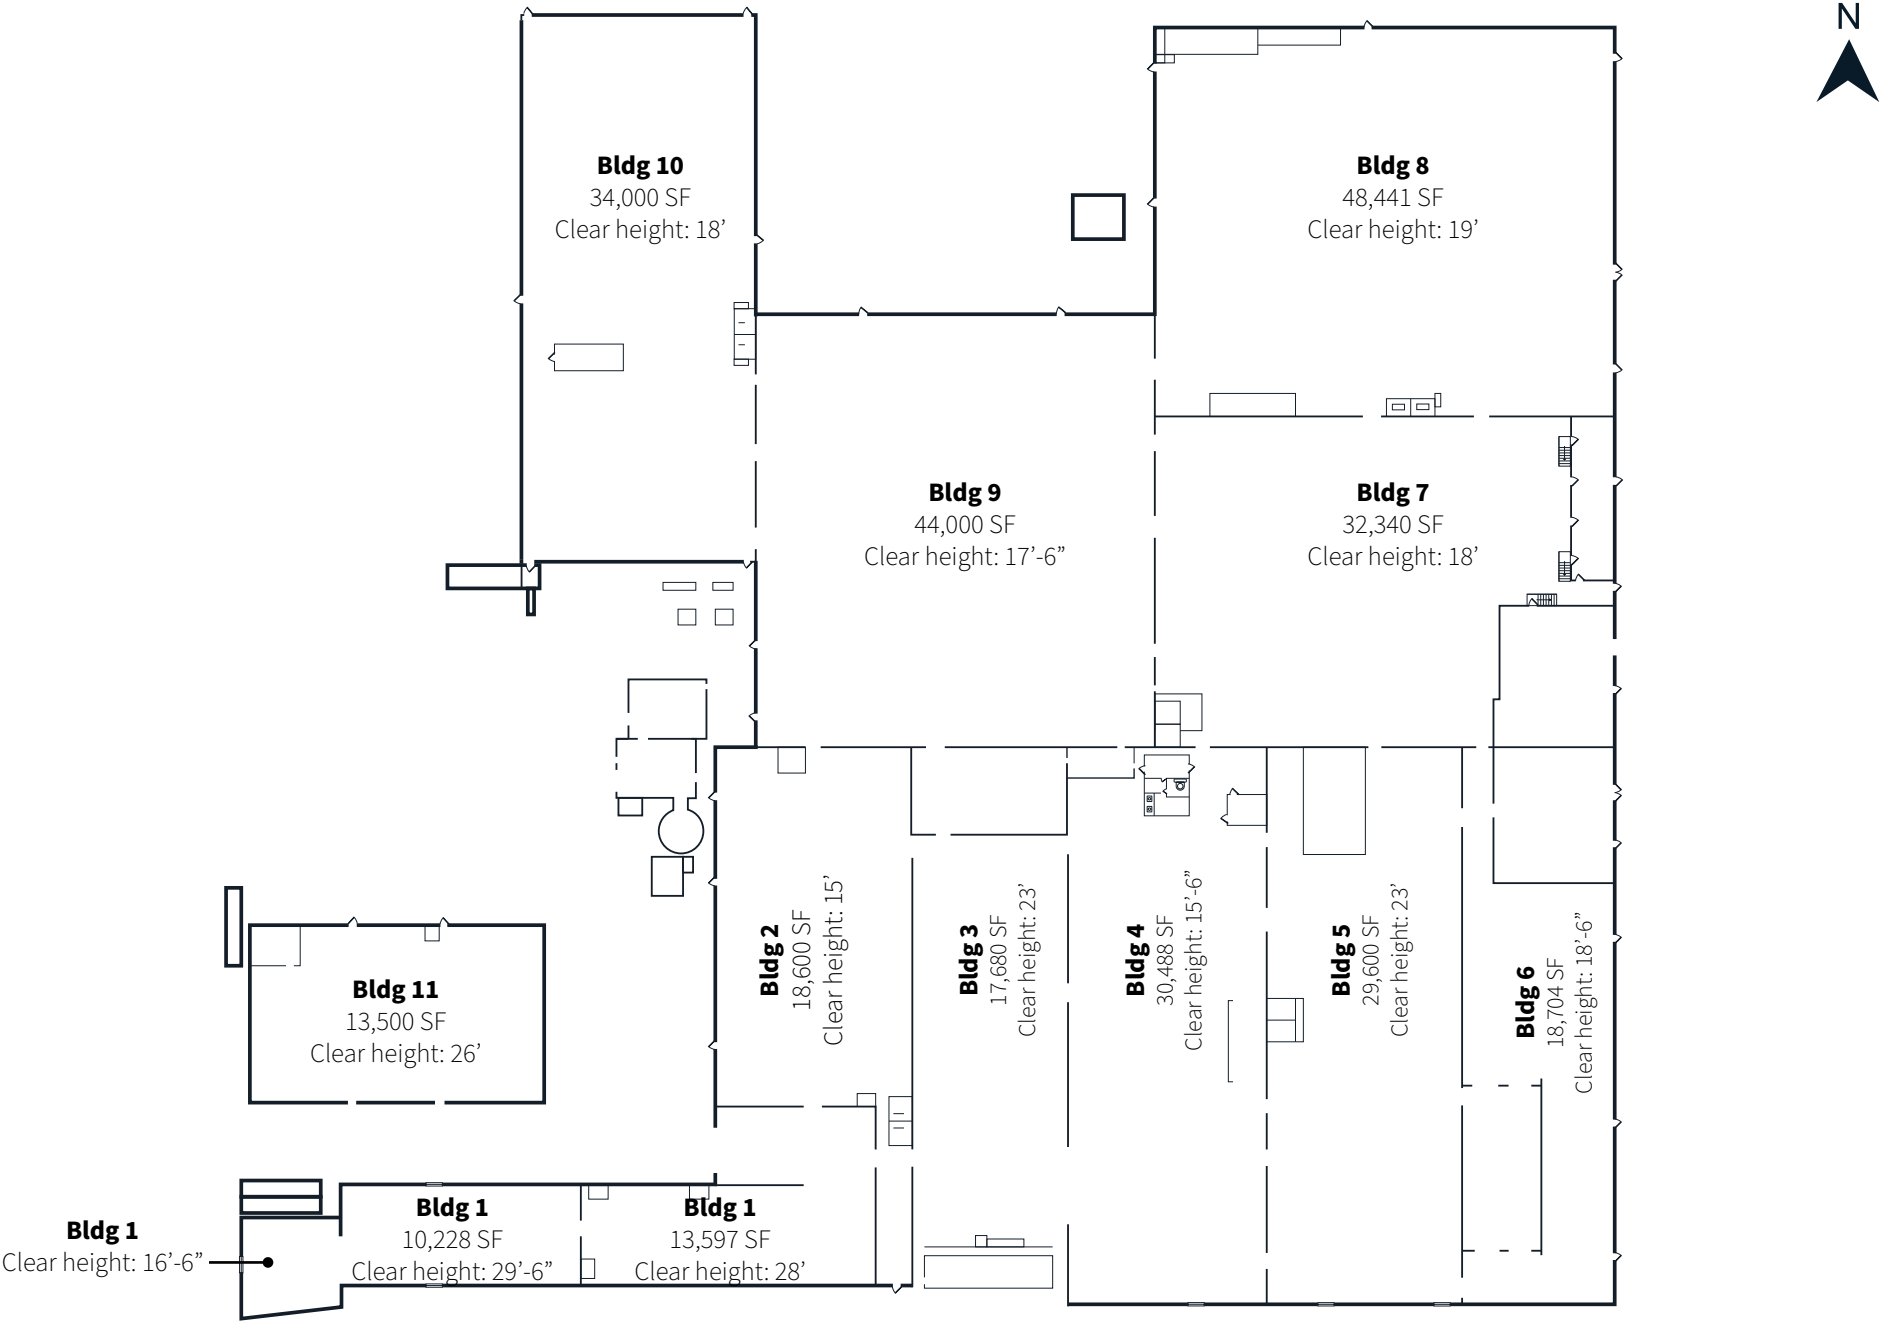 N
Bldg 10
34,000 SF
Clear height: 18’
Bldg 8
48,441 SF
Clear height: 19’
Bldg 9
44,000 SF
Clear height: 17’-6”
Bldg 7
32,340 SF
Clear height: 18’
Bldg 2
18,600 SF
Clear height: 15’
Bldg 3
17,680 SF
Clear height: 23’
Bldg 4
30,488 SF
Clear height: 15’-6”
Bldg 5
29,600 SF
Clear height: 23’
Bldg 6
18,704 SF
Clear height: 18’-6”
Bldg 11
13,500 SF
Clear height: 26’
Bldg 1
Clear height: 16’-6”
Bldg 1
10,228 SF
Clear height: 29’-6”
Bldg 1
13,597 SF
Clear height: 28’